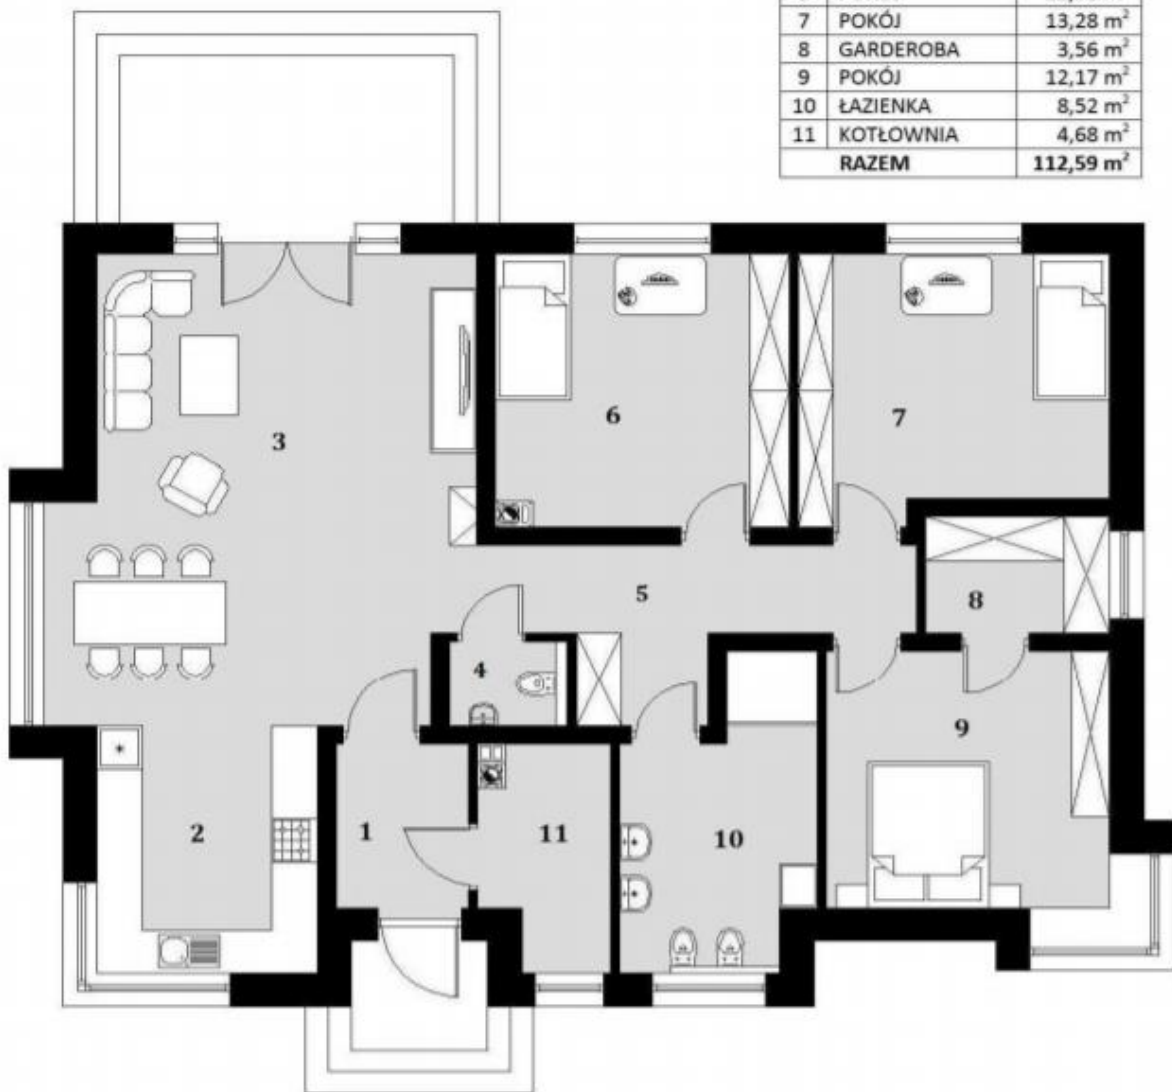 7 POKÓJ 13,28 m²
8 GARDEROBA 3,56 m²
9 POKÓJ 12,17 m²
10 ŁAZIENKA 8,52 m²
11 KOTŁOWNIA 4,68 m²
RAZEM 112,59 m²
6
7
3
5
8
4
9
*
2
1
11
10